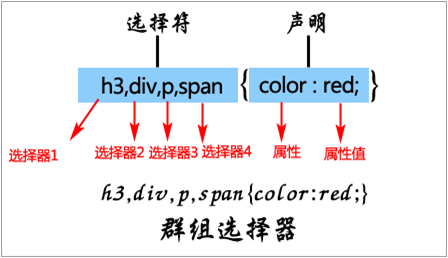 选择符 声明
h3,div,p,span { color : red; }
选择器1 选择器2 选择器3 选择器4 属性 属性值
h3,div,p,span{color:red;}
群组选择器